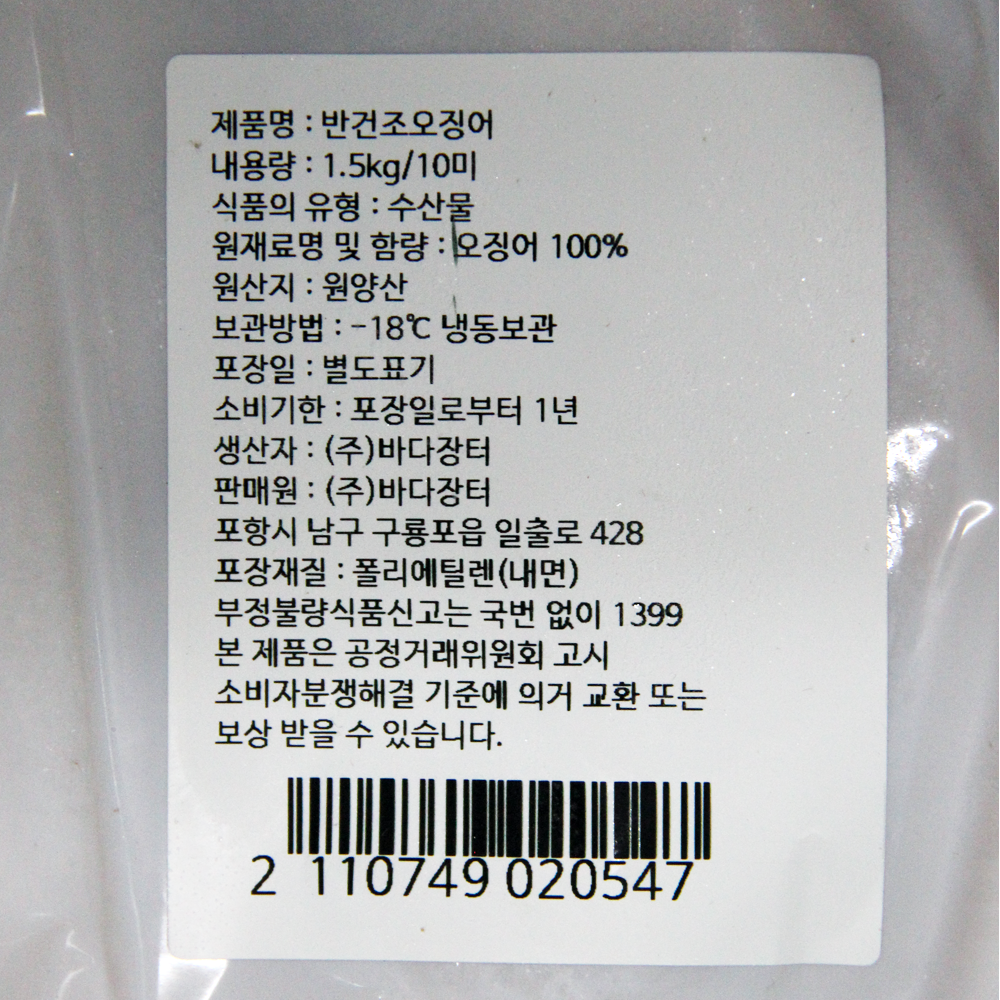 제품명 : 반건조오징어
내용량 : 1.5kg/10미
식품의 유형 : 수산물
원재료명 및 함량 : 오징어 100%
원산지 : 원양산
보관방법 : -18℃ 냉동보관
포장일 : 별도표기
소비기한 : 포장일로부터 1년
생산자 : (주)바다장터
판매원 : (주)바다장터
포항시 남구 구룡포읍 일출로 428
포장재질 : 폴리에틸렌(내면)
부정불량식품신고는 국번 없이 1399
본 제품은 공정거래위원회 고시
소비자분쟁해결 기준에 의거 교환 또는
보상 받을 수 있습니다.
2 110749 020547